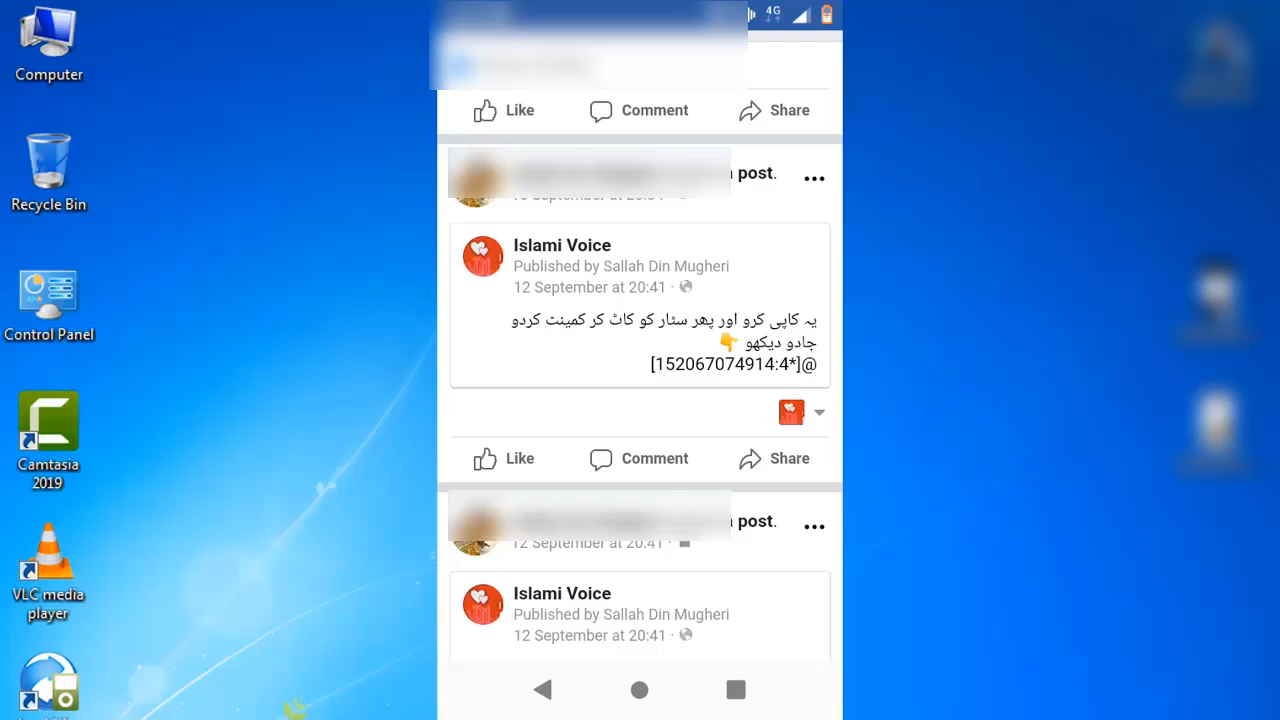 Computer
Recycle Bin
Control Panel
Camtasia
2019
VLC media
player
4G
Like
Comment
Share
post.
Islami Voice
Published by Sallah Din Mugheri
12 September at 20:41 ·
یہ کاپی کرو اور پھر سٹار کو کاٹ کر کمینٹ کردو
جادو دیکھو 👇
@[152067074914:4*]
Like
Comment
Share
post.
12 September at 20:41 ·
Islami Voice
Published by Sallah Din Mugheri
12 September at 20:41 ·